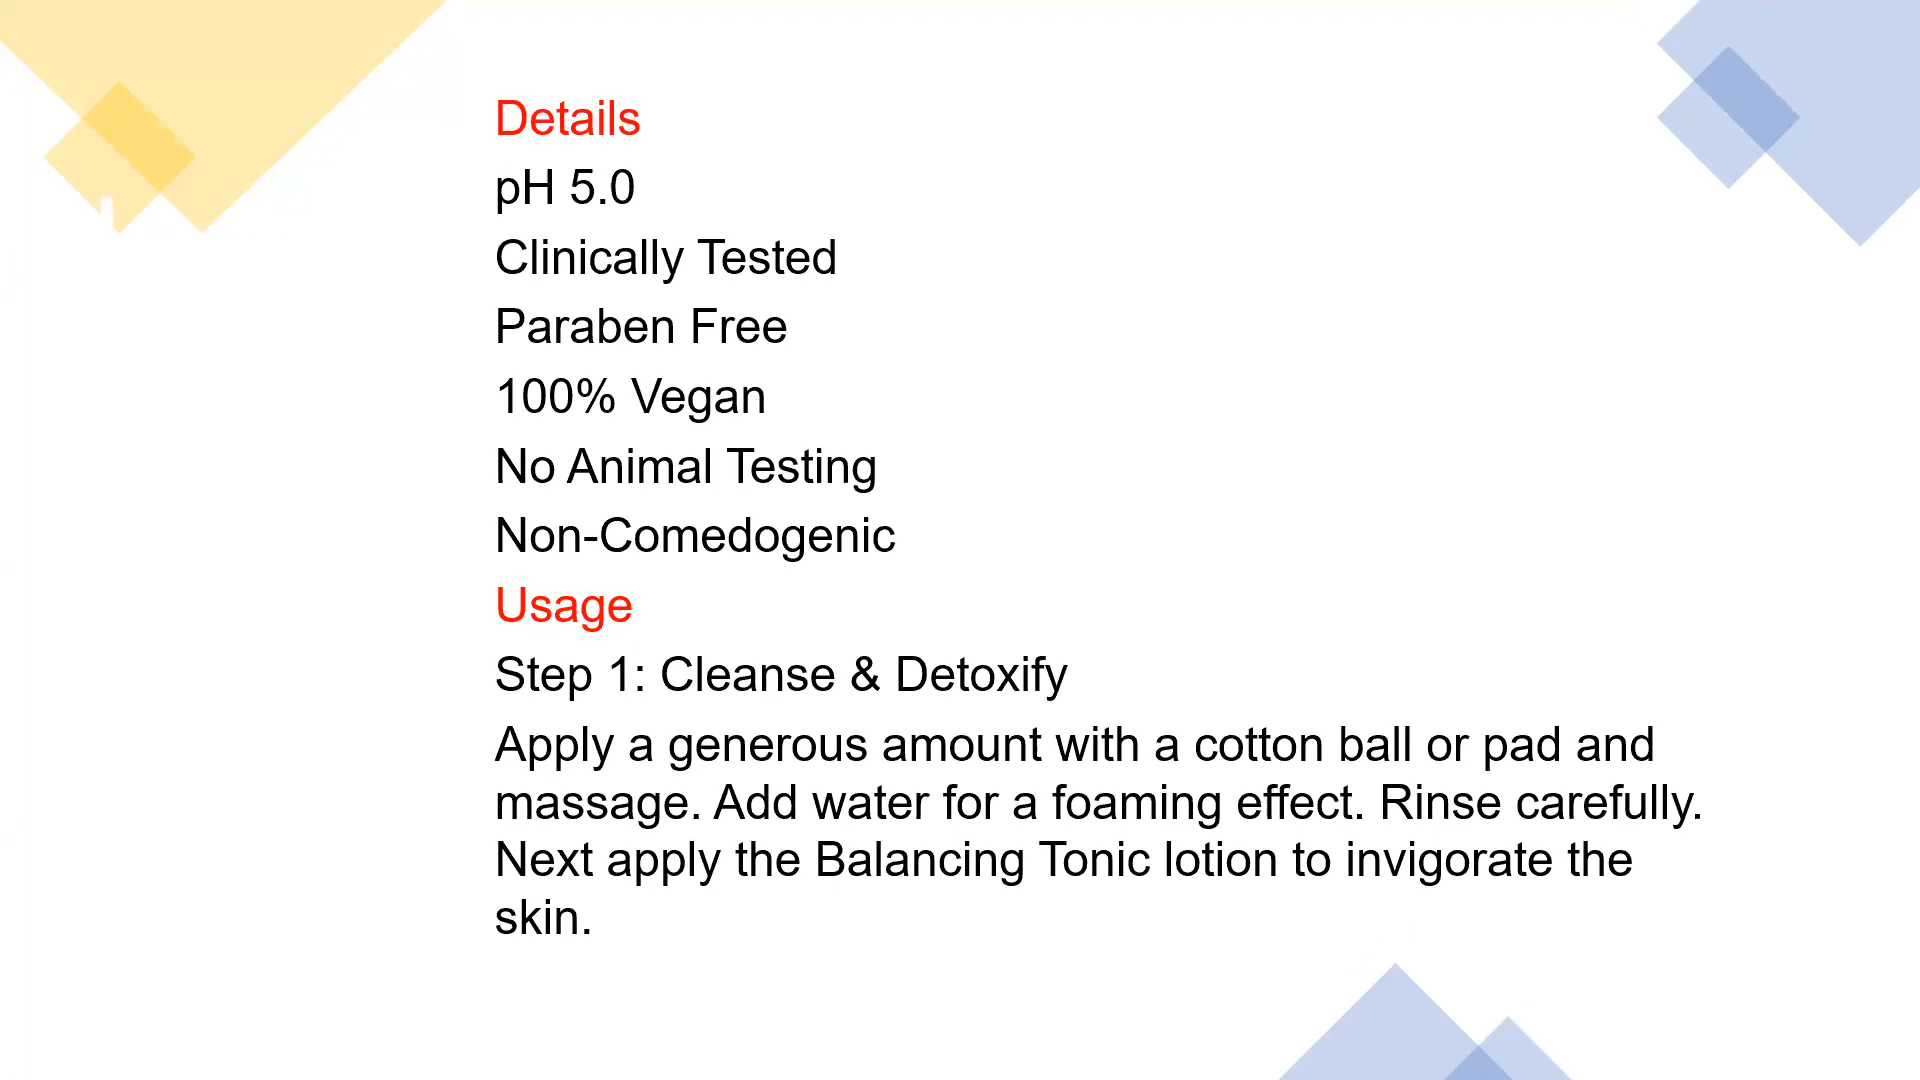 Details
pH 5.0
Clinically Tested
Paraben Free
100% Vegan
No Animal Testing
Non-Comedogenic
Usage
Step 1: Cleanse & Detoxify
Apply a generous amount with a cotton ball or pad and
massage. Add water for a foaming effect. Rinse carefully.
Next apply the Balancing Tonic lotion to invigorate the
skin.